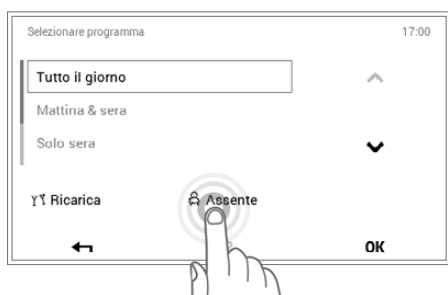 Selezionare programma 17:00
Tutto il giorno
Mattina & sera
Solo sera
Ricarica Assente
OK